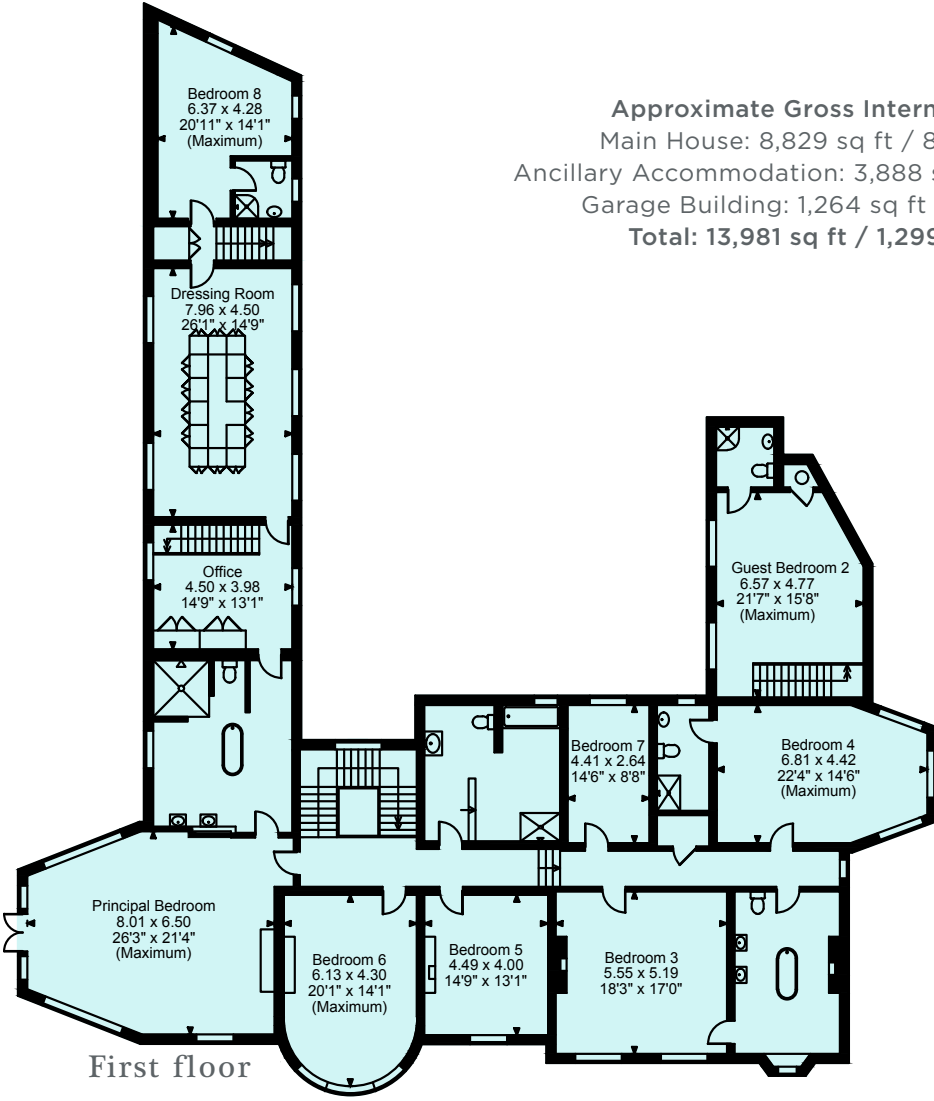 Approximate Gross Intern
Main House: 8,829 sq ft / 8
Ancillary Accommodation: 3,888 s
Garage Building: 1,264 sq ft
Total: 13,981 sq ft / 1,299
Bedroom 8
6.37 x 4.28
20'11" x 14'1"
(Maximum)
Dressing Room
7.96 x 4.50
26'1" x 14'9"
Office
4.50 x 3.98
14'9" x 13'1"
Guest Bedroom 2
6.57 x 4.77
21'7" x 15'8"
(Maximum)
Bedroom 7
4.41 x 2.64
14'6" x 8'8"
Bedroom 4
6.81 x 4.42
22'4" x 14'6"
(Maximum)
Principal Bedroom
8.01 x 6.50
26'3" x 21'4"
(Maximum)
Bedroom 6
6.13 x 4.30
20'1" x 14'1"
(Maximum)
Bedroom 5
4.49 x 4.00
14'9" x 13'1"
Bedroom 3
5.55 x 5.19
18'3" x 17'0"
First floor